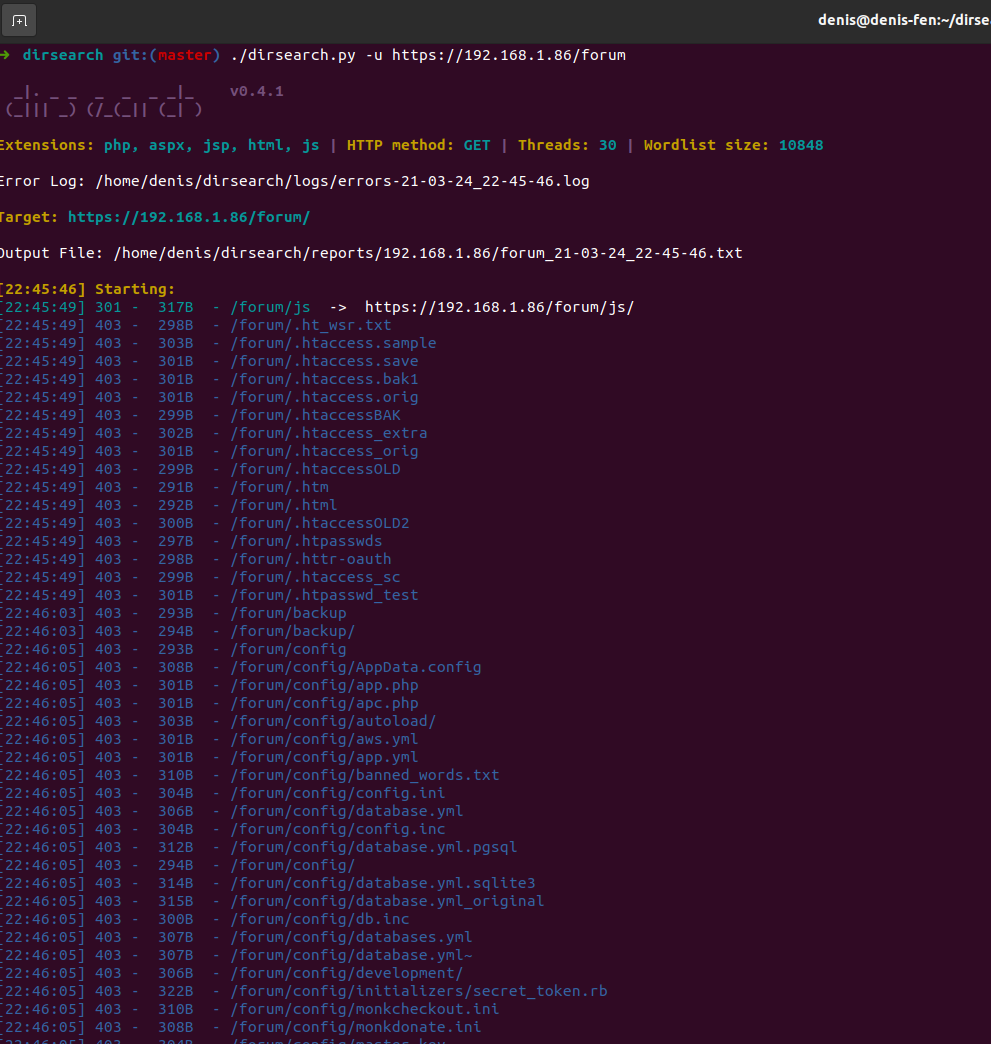 denis@denis-fen:~/dirse
➜ dirsearch git:(master) ./dirsearch.py -u https://192.168.1.86/forum
_|. _ _  _  _  _ _|_    v0.4.1
(_||| _) (/_(_|| (_| )
Extensions: php, aspx, jsp, html, js | HTTP method: GET | Threads: 30 | Wordlist size: 10848
Error Log: /home/denis/dirsearch/logs/errors-21-03-24_22-45-46.log
Target: https://192.168.1.86/forum/
Output File: /home/denis/dirsearch/reports/192.168.1.86/forum_21-03-24_22-45-46.txt
[22:45:46] Starting:
[22:45:49] 301 -  317B  - /forum/js  ->  https://192.168.1.86/forum/js/
[22:45:49] 403 -  298B  - /forum/.ht_wsr.txt
[22:45:49] 403 -  303B  - /forum/.htaccess.sample
[22:45:49] 403 -  301B  - /forum/.htaccess.save
[22:45:49] 403 -  301B  - /forum/.htaccess.bak1
[22:45:49] 403 -  301B  - /forum/.htaccess.orig
[22:45:49] 403 -  299B  - /forum/.htaccessBAK
[22:45:49] 403 -  302B  - /forum/.htaccess_extra
[22:45:49] 403 -  301B  - /forum/.htaccess_orig
[22:45:49] 403 -  299B  - /forum/.htaccessOLD
[22:45:49] 403 -  291B  - /forum/.htm
[22:45:49] 403 -  292B  - /forum/.html
[22:45:49] 403 -  300B  - /forum/.htaccessOLD2
[22:45:49] 403 -  297B  - /forum/.htpasswds
[22:45:49] 403 -  298B  - /forum/.httr-oauth
[22:45:49] 403 -  299B  - /forum/.htaccess_sc
[22:45:49] 403 -  301B  - /forum/.htpasswd_test
[22:46:03] 403 -  293B  - /forum/backup
[22:46:03] 403 -  294B  - /forum/backup/
[22:46:05] 403 -  293B  - /forum/config
[22:46:05] 403 -  308B  - /forum/config/AppData.config
[22:46:05] 403 -  301B  - /forum/config/app.php
[22:46:05] 403 -  301B  - /forum/config/apc.php
[22:46:05] 403 -  303B  - /forum/config/autoload/
[22:46:05] 403 -  301B  - /forum/config/aws.yml
[22:46:05] 403 -  301B  - /forum/config/app.yml
[22:46:05] 403 -  310B  - /forum/config/banned_words.txt
[22:46:05] 403 -  304B  - /forum/config/config.ini
[22:46:05] 403 -  306B  - /forum/config/database.yml
[22:46:05] 403 -  304B  - /forum/config/config.inc
[22:46:05] 403 -  312B  - /forum/config/database.yml.pgsql
[22:46:05] 403 -  294B  - /forum/config/
[22:46:05] 403 -  314B  - /forum/config/database.yml.sqlite3
[22:46:05] 403 -  315B  - /forum/config/database.yml_original
[22:46:05] 403 -  300B  - /forum/config/db.inc
[22:46:05] 403 -  307B  - /forum/config/databases.yml
[22:46:05] 403 -  307B  - /forum/config/database.yml~
[22:46:05] 403 -  306B  - /forum/config/development/
[22:46:05] 403 -  322B  - /forum/config/initializers/secret_token.rb
[22:46:05] 403 -  310B  - /forum/config/monkcheckout.ini
[22:46:05] 403 -  308B  - /forum/config/monkdonate.ini
[22:46:05] 403 -  304B  - /forum/config/master.key